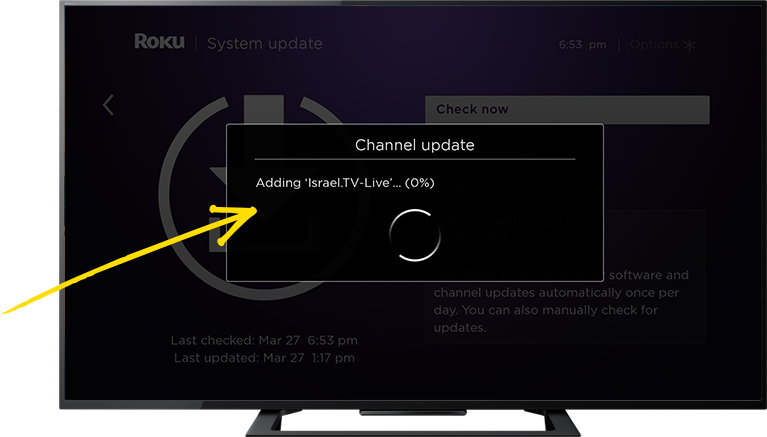 Roku | System update
6:53 pm | Options
Check now
Channel update
Adding ‘Israel.TV-Live’... (0%)
software and
channel updates automatically once per
day. You can also manually check for
updates.
Last checked: Mar 27 6:53 pm
Last updated: Mar 27 1:17 pm